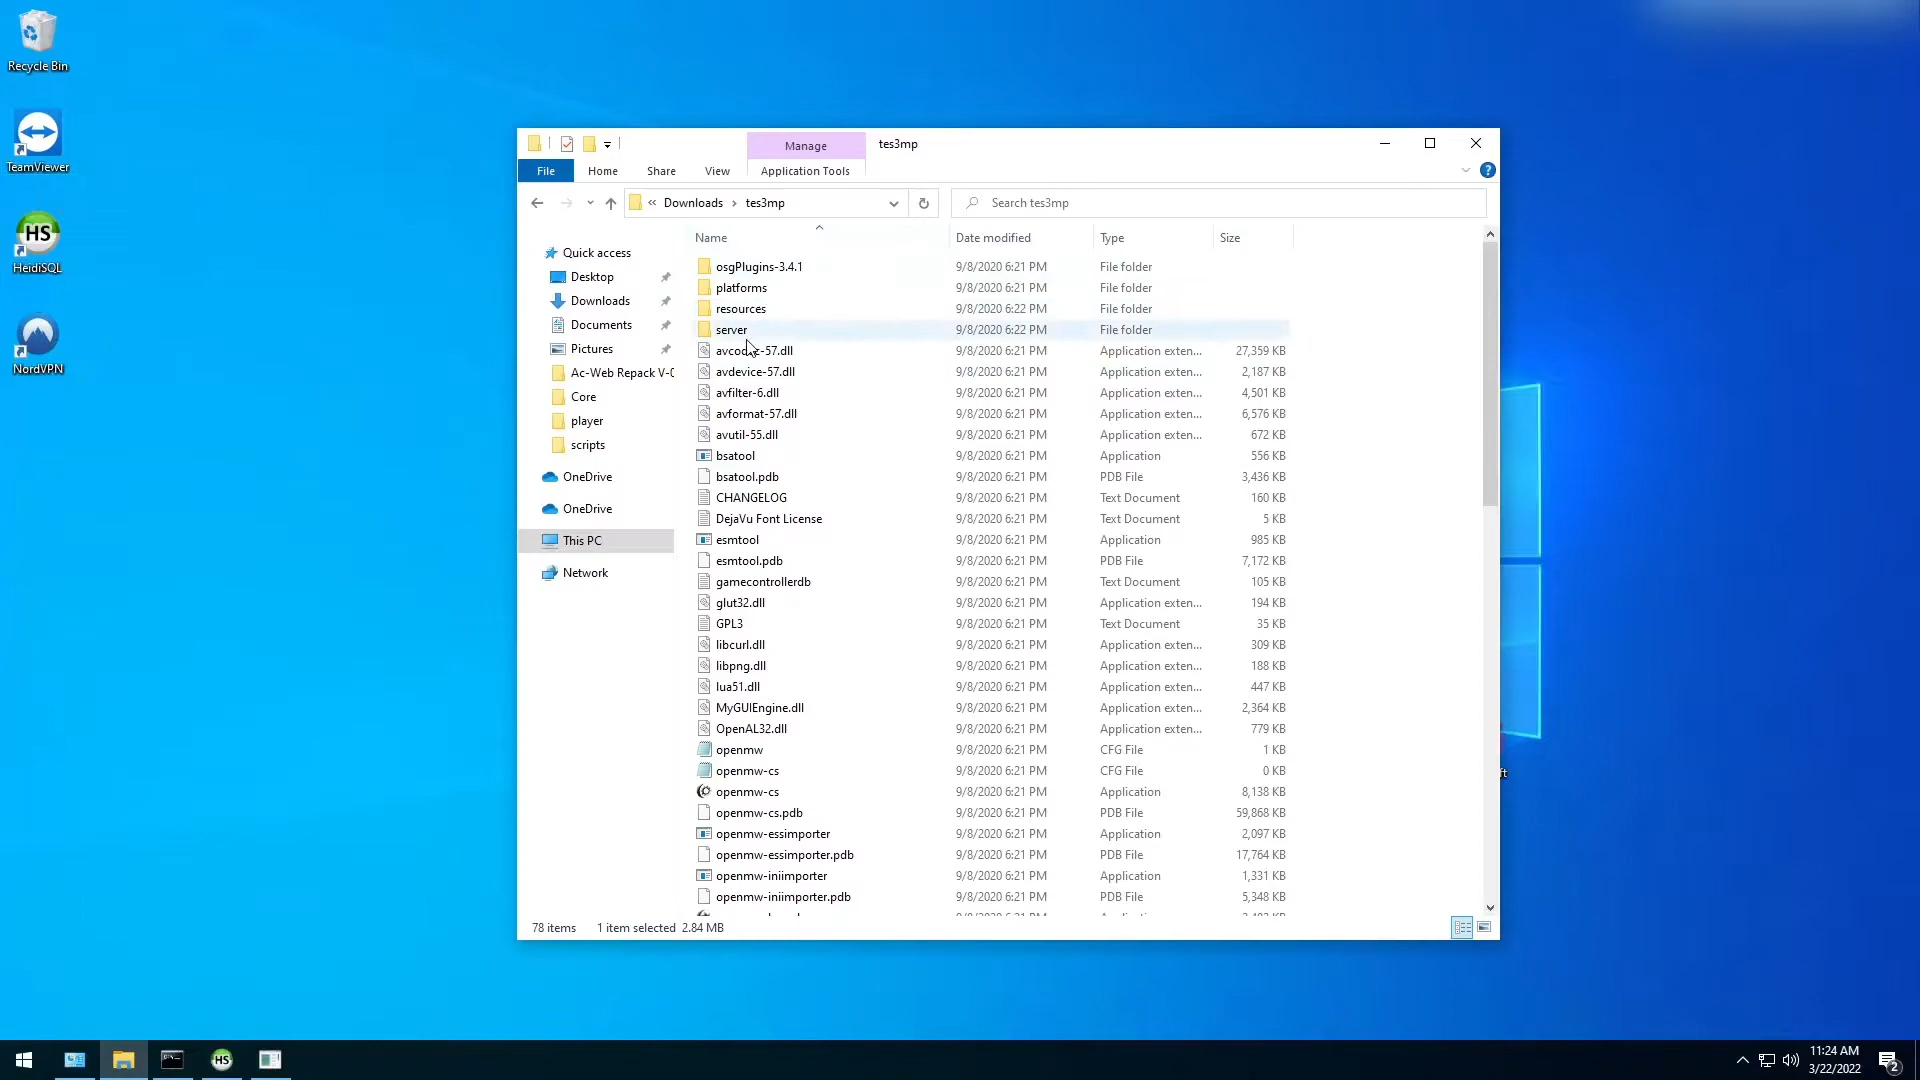 Recycle Bin
TeamViewer
HS
HeidiSQL
NordVPN
Manage
tes3mp
File
Home
Share
View
Application Tools
« Downloads › tes3mp
Search tes3mp
Quick access
Desktop
Downloads
Documents
Pictures
Ac-Web Repack V-
Core
player
scripts
OneDrive
OneDrive
This PC
Network
Name Date modified Type Size
osgPlugins-3.4.1 9/8/2020 6:21 PM File folder
platforms 9/8/2020 6:21 PM File folder
resources 9/8/2020 6:22 PM File folder
server 9/8/2020 6:22 PM File folder
avcodec-57.dll 9/8/2020 6:21 PM Application exten... 27,359 KB
avdevice-57.dll 9/8/2020 6:21 PM Application exten... 2,187 KB
avfilter-6.dll 9/8/2020 6:21 PM Application exten... 4,501 KB
avformat-57.dll 9/8/2020 6:21 PM Application exten... 6,576 KB
avutil-55.dll 9/8/2020 6:21 PM Application exten... 672 KB
bsatool 9/8/2020 6:21 PM Application 556 KB
bsatool.pdb 9/8/2020 6:21 PM PDB File 3,436 KB
CHANGELOG 9/8/2020 6:21 PM Text Document 160 KB
DejaVu Font License 9/8/2020 6:21 PM Text Document 5 KB
esmtool 9/8/2020 6:21 PM Application 985 KB
esmtool.pdb 9/8/2020 6:21 PM PDB File 7,172 KB
gamecontrollerdb 9/8/2020 6:21 PM Text Document 105 KB
glut32.dll 9/8/2020 6:21 PM Application exten... 194 KB
GPL3 9/8/2020 6:21 PM Text Document 35 KB
libcurl.dll 9/8/2020 6:21 PM Application exten... 309 KB
libpng.dll 9/8/2020 6:21 PM Application exten... 188 KB
lua51.dll 9/8/2020 6:21 PM Application exten... 447 KB
MyGUIEngine.dll 9/8/2020 6:21 PM Application exten... 2,364 KB
OpenAL32.dll 9/8/2020 6:21 PM Application exten... 779 KB
openmw 9/8/2020 6:21 PM CFG File 1 KB
openmw-cs 9/8/2020 6:21 PM CFG File 0 KB
openmw-cs 9/8/2020 6:21 PM Application 8,138 KB
openmw-cs.pdb 9/8/2020 6:21 PM PDB File 59,868 KB
openmw-essimporter 9/8/2020 6:21 PM Application 2,097 KB
openmw-essimporter.pdb 9/8/2020 6:21 PM PDB File 17,764 KB
openmw-iniimporter 9/8/2020 6:21 PM Application 1,331 KB
openmw-iniimporter.pdb 9/8/2020 6:21 PM PDB File 5,348 KB
78 items 1 item selected 2.84 MB
ft
HS
11:24 AM
3/22/2022
2